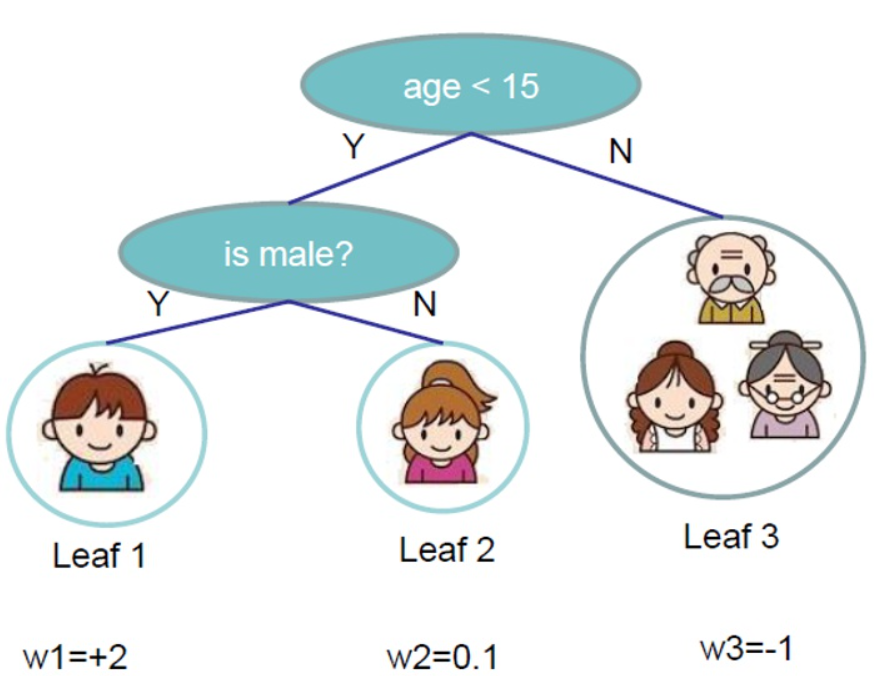 age < 15
Y
N
is male?
Y
N
Leaf 1
Leaf 2
Leaf 3
w1=+2
w2=0.1
w3=-1